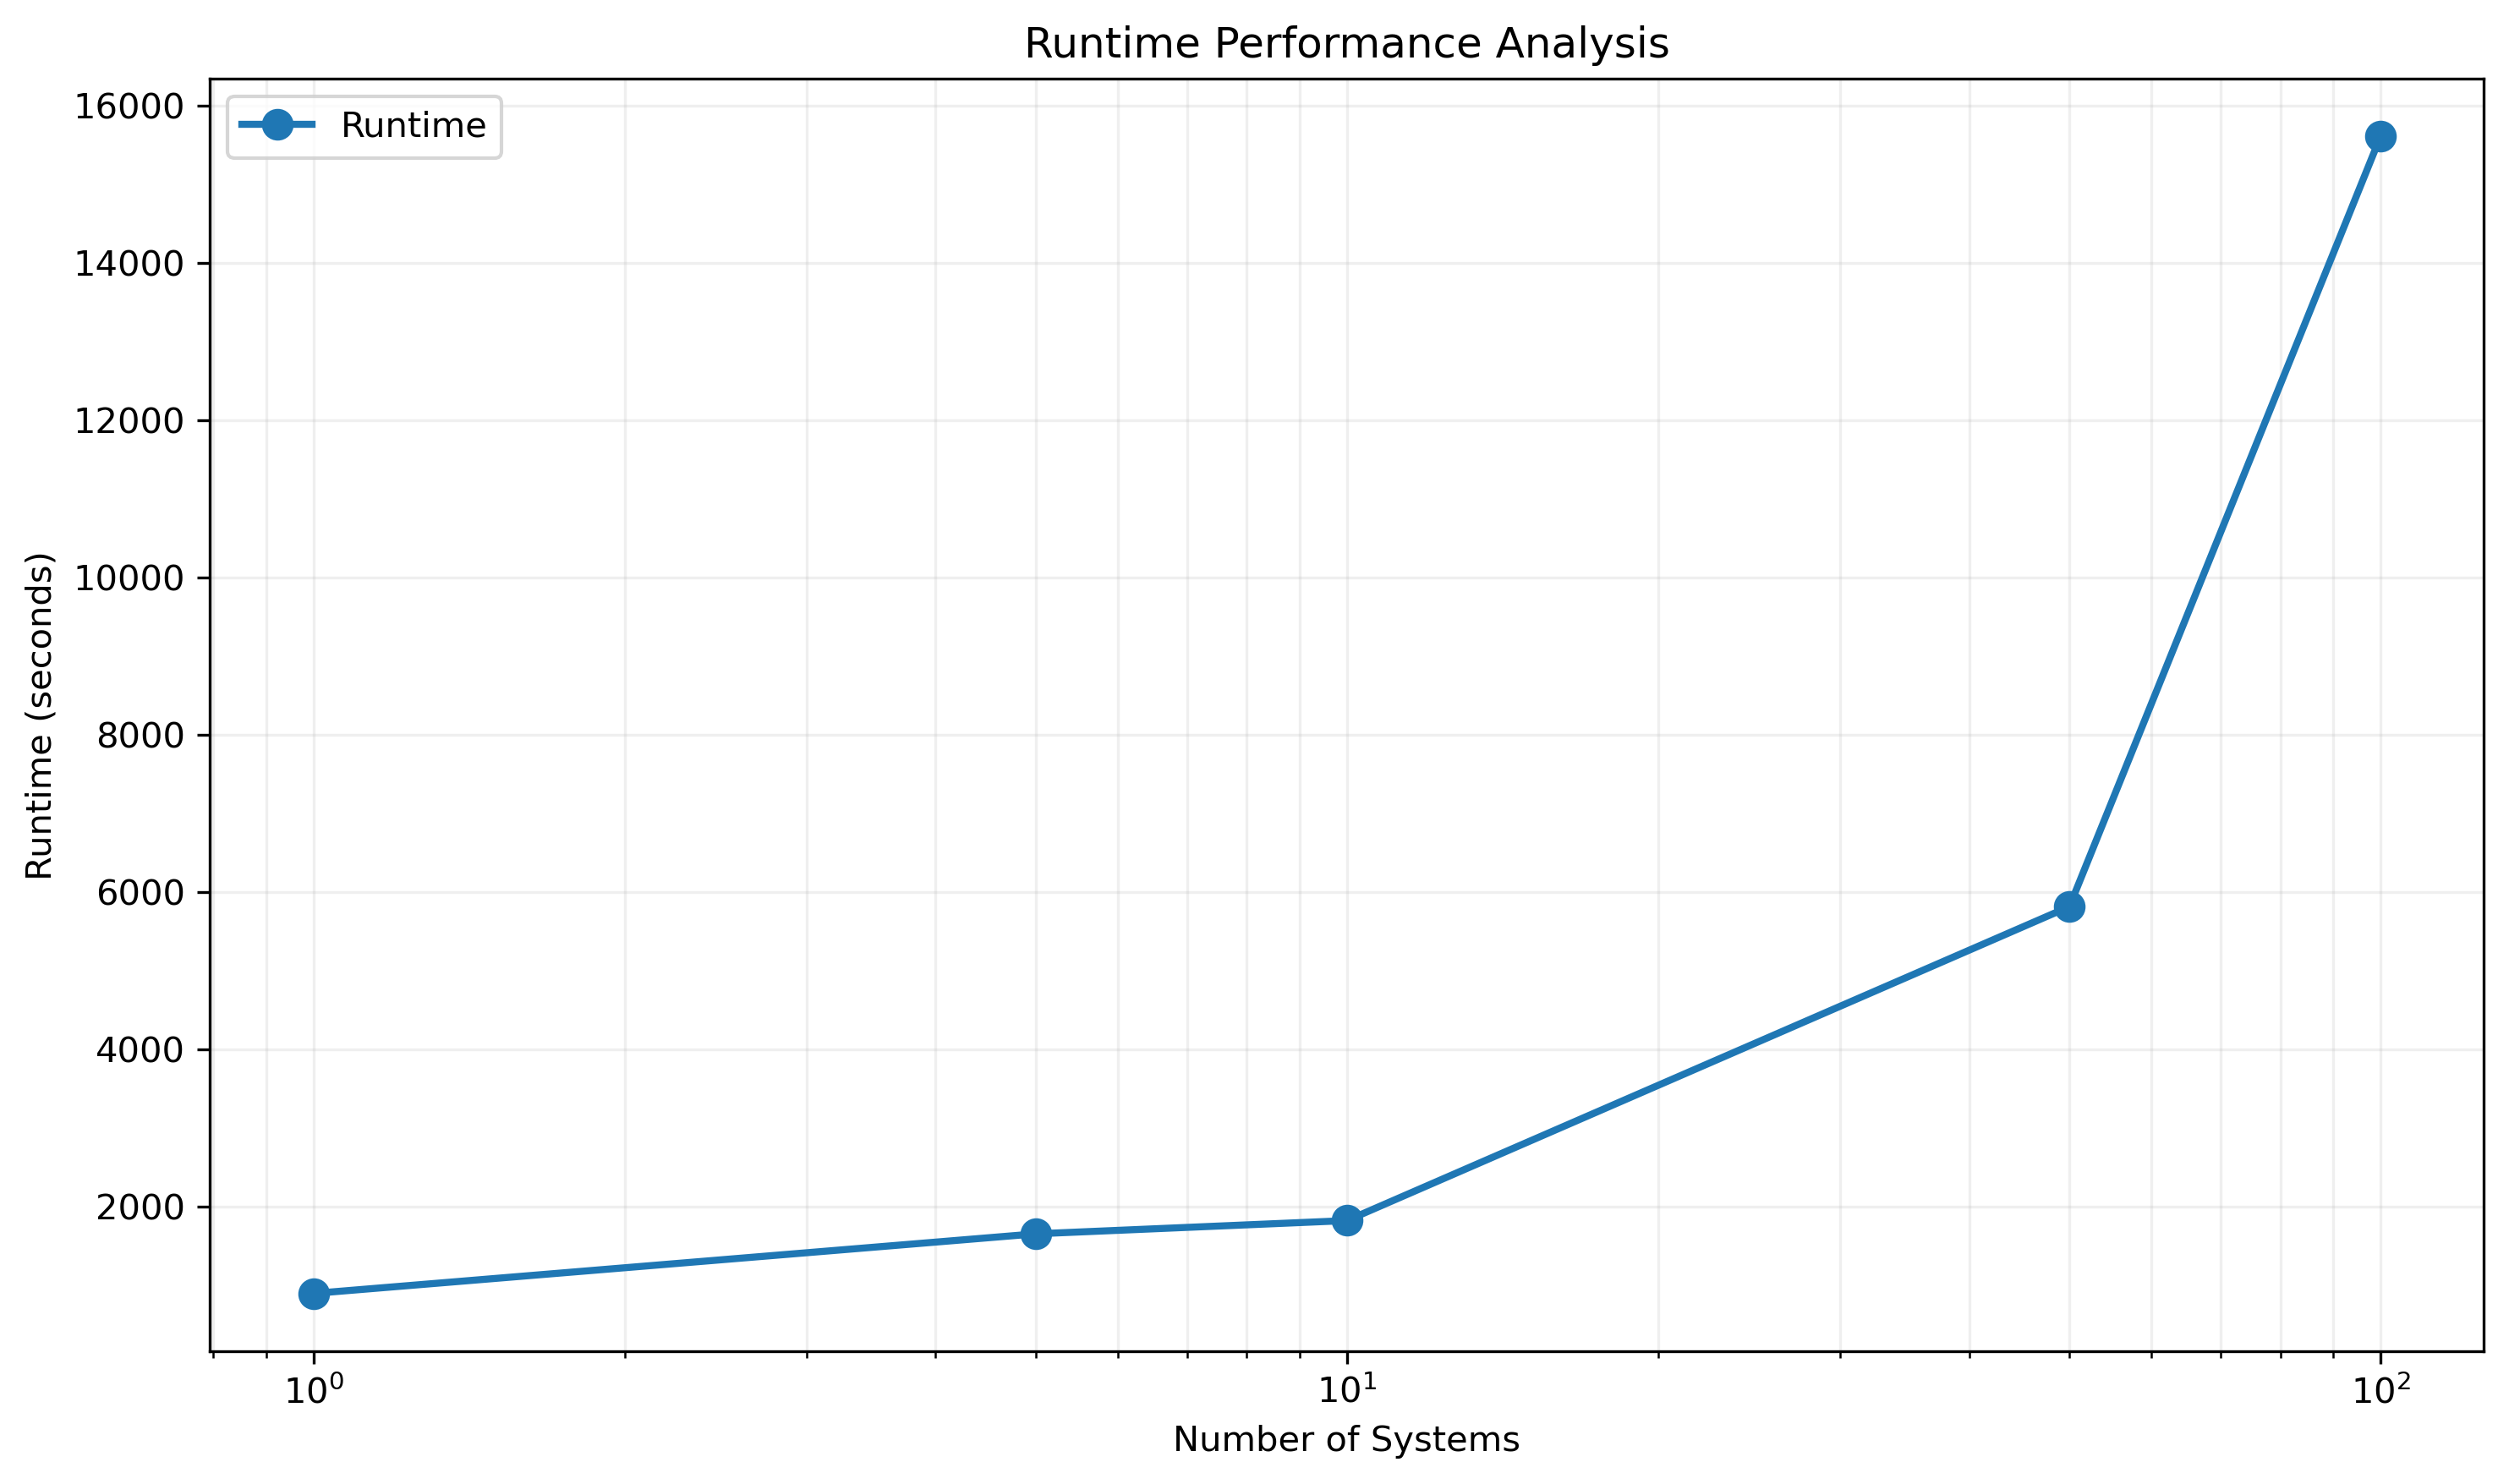 Runtime Performance Analysis
Runtime
16000
14000
12000
10000
8000
6000
4000
2000
Runtime (seconds)
10⁰
10¹
10²
Number of Systems